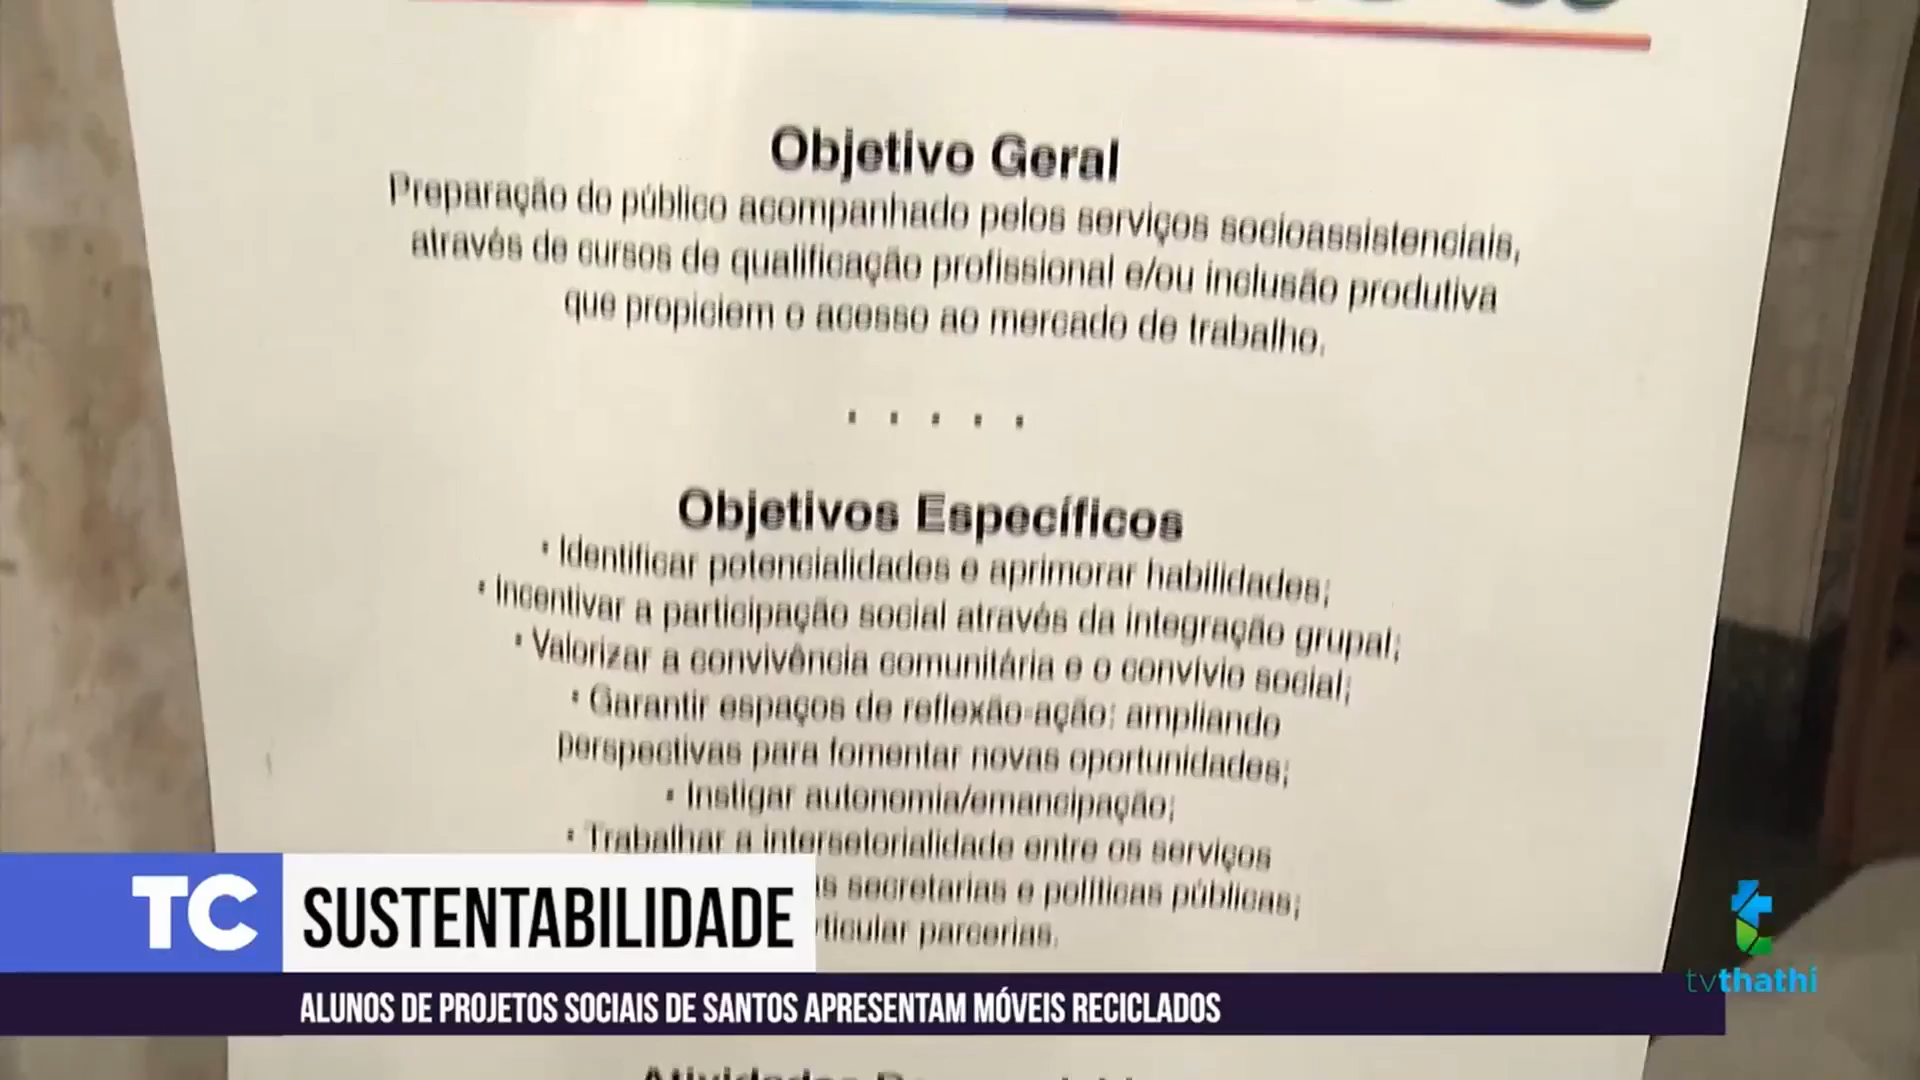 Objetivo Geral
Preparação do público acompanhado pelos serviços socioassistenciais,
através de cursos de qualificação profissional e/ou inclusão produtiva
que propiciem o acesso ao mercado de trabalho.
. . . . .
Objetivos Específicos
• Identificar potencialidades e aprimorar habilidades;
• Incentivar a participação social através da integração grupal;
• Valorizar a convivência comunitária e o convívio social;
• Garantir espaços de reflexão-ação; ampliando
perspectivas para fomentar novas oportunidades;
• Instigar autonomia/emancipação;
• Trabalhar a intersetorialidade entre os serviços
secretarias e políticas públicas;
parcerias.
TC SUSTENTABILIDADE
tvthathi
ALUNOS DE PROJETOS SOCIAIS DE SANTOS APRESENTAM MÓVEIS RECICLADOS